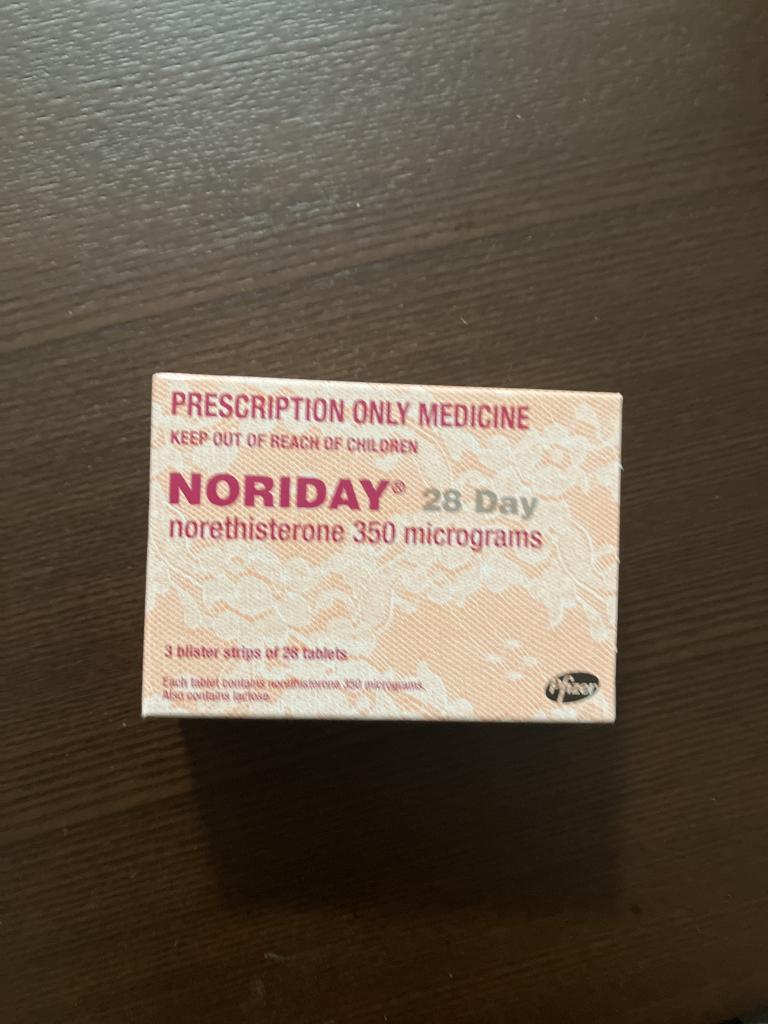 PRESCRIPTION ONLY MEDICINE
KEEP OUT OF REACH OF CHILDREN
NORIDAY® 28 Day
norethisterone 350 micrograms
3 blister strips of 28 tablets
Each tablet contains norethisterone 350 micrograms.
Also contains lactose.
Pfizer